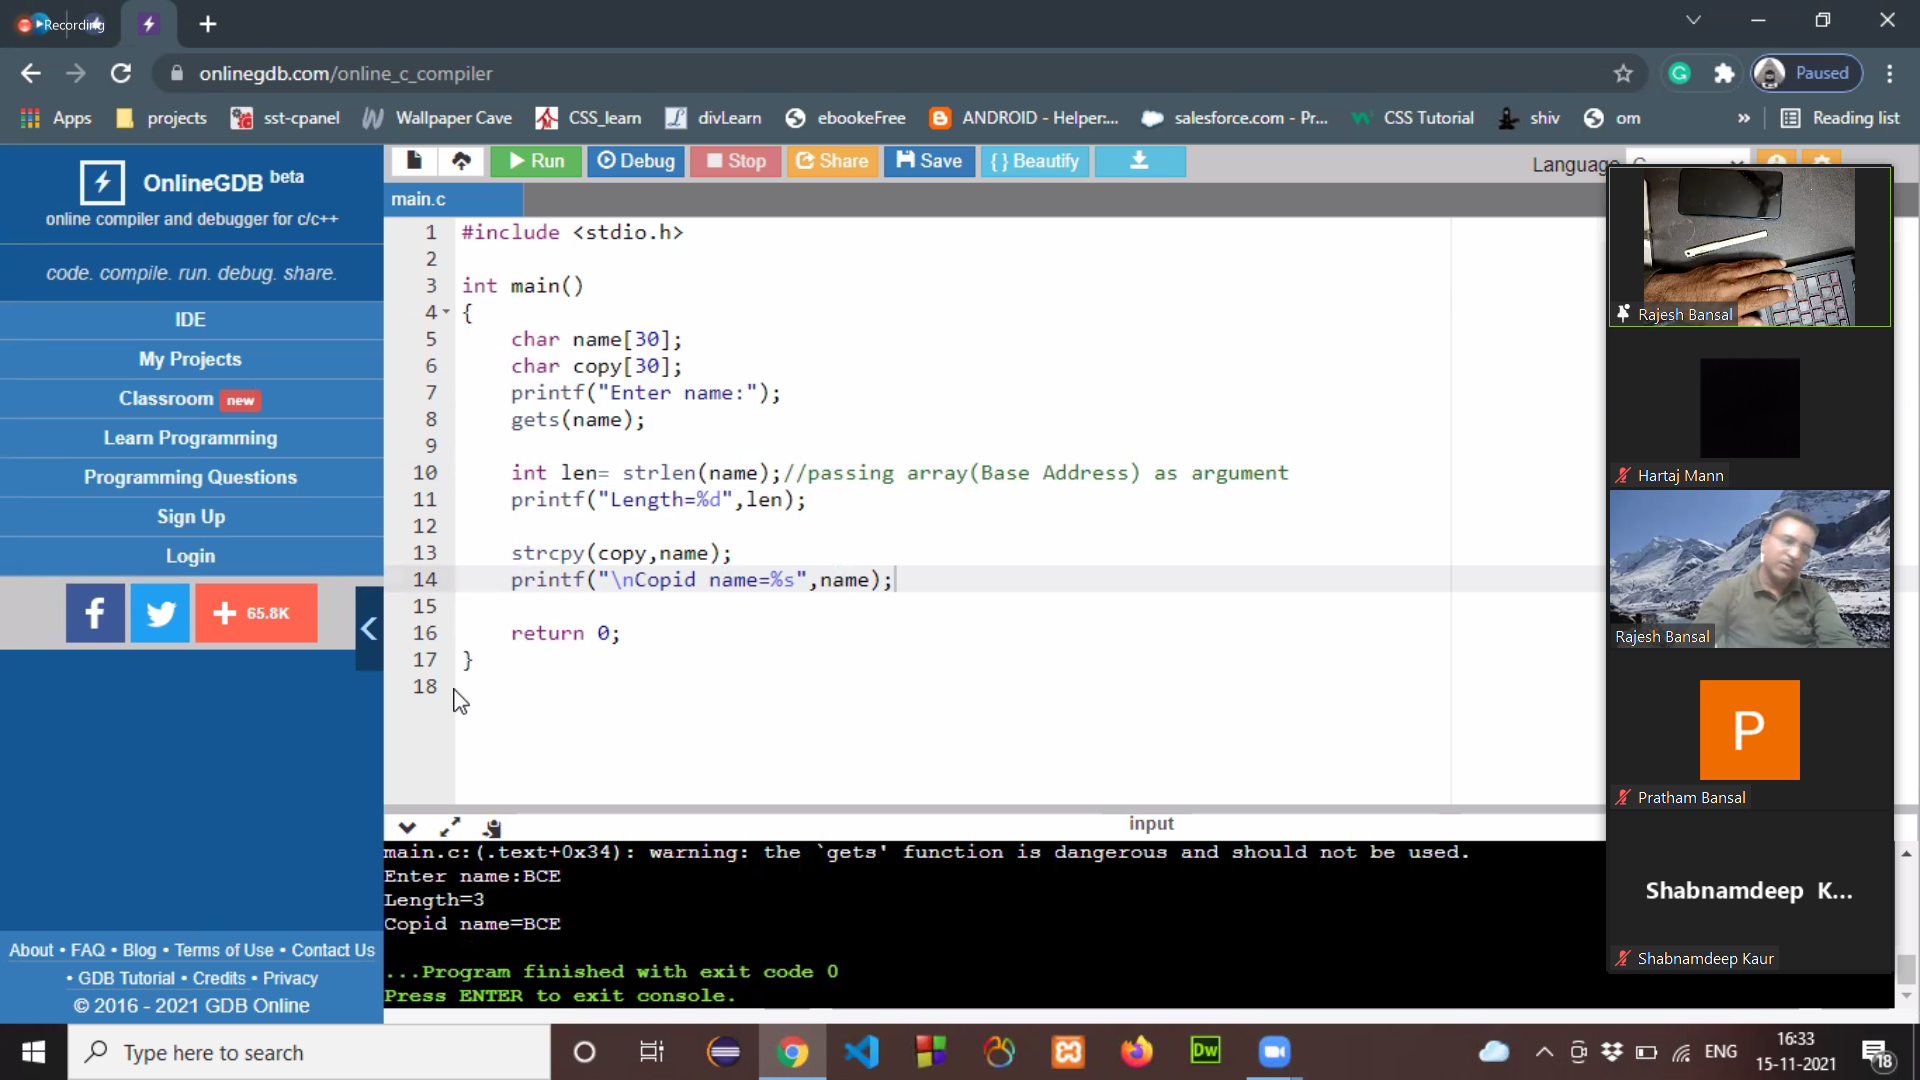 Recording
onlinegdb.com/online_c_compiler
Paused
Apps
projects
sst-cpanel
Wallpaper Cave
CSS_learn
divLearn
ebookeFree
ANDROID - Helper:...
salesforce.com - Pr...
CSS Tutorial
shiv
om
»
Reading list
OnlineGDB beta
online compiler and debugger for c/c++
code. compile. run. debug. share.
IDE
My Projects
Classroom new
Learn Programming
Programming Questions
Sign Up
Login
f
+ 65.8K
About • FAQ • Blog • Terms of Use • Contact Us
• GDB Tutorial • Credits • Privacy
© 2016 - 2021 GDB Online
Run
Debug
Stop
Share
Save
{ } Beautify
main.c
1 #include <stdio.h>
2
3 int main()
4 {
5 char name[30];
6 char copy[30];
7 printf("Enter name:");
8 gets(name);
9
10 int len= strlen(name);//passing array(Base Address) as argument
11 printf("Length=%d",len);
12
13 strcpy(copy,name);
14 printf("\nCopid name=%s",name);
15
16 return 0;
17 }
18
input
main.c:(.text+0x34): warning: the `gets' function is dangerous and should not be used.
Enter name:BCE
Length=3
Copid name=BCE
...Program finished with exit code 0
Press ENTER to exit console.
Rajesh Bansal
Hartaj Mann
Rajesh Bansal
P
Pratham Bansal
Shabnamdeep K...
Shabnamdeep Kaur
Type here to search
Dw
ENG
16:33
15-11-2021
18